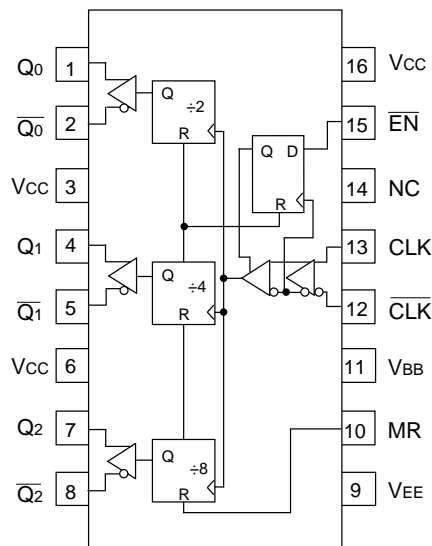 Q0 1 16 VCC
Q ÷2 R
Q0 2 15 EN
Q D R
VCC 3 14 NC
Q1 4 13 CLK
Q ÷4 R
Q1 5 12 CLK
VCC 6 11 VBB
Q2 7 10 MR
Q ÷8 R
Q2 8 9 VEE